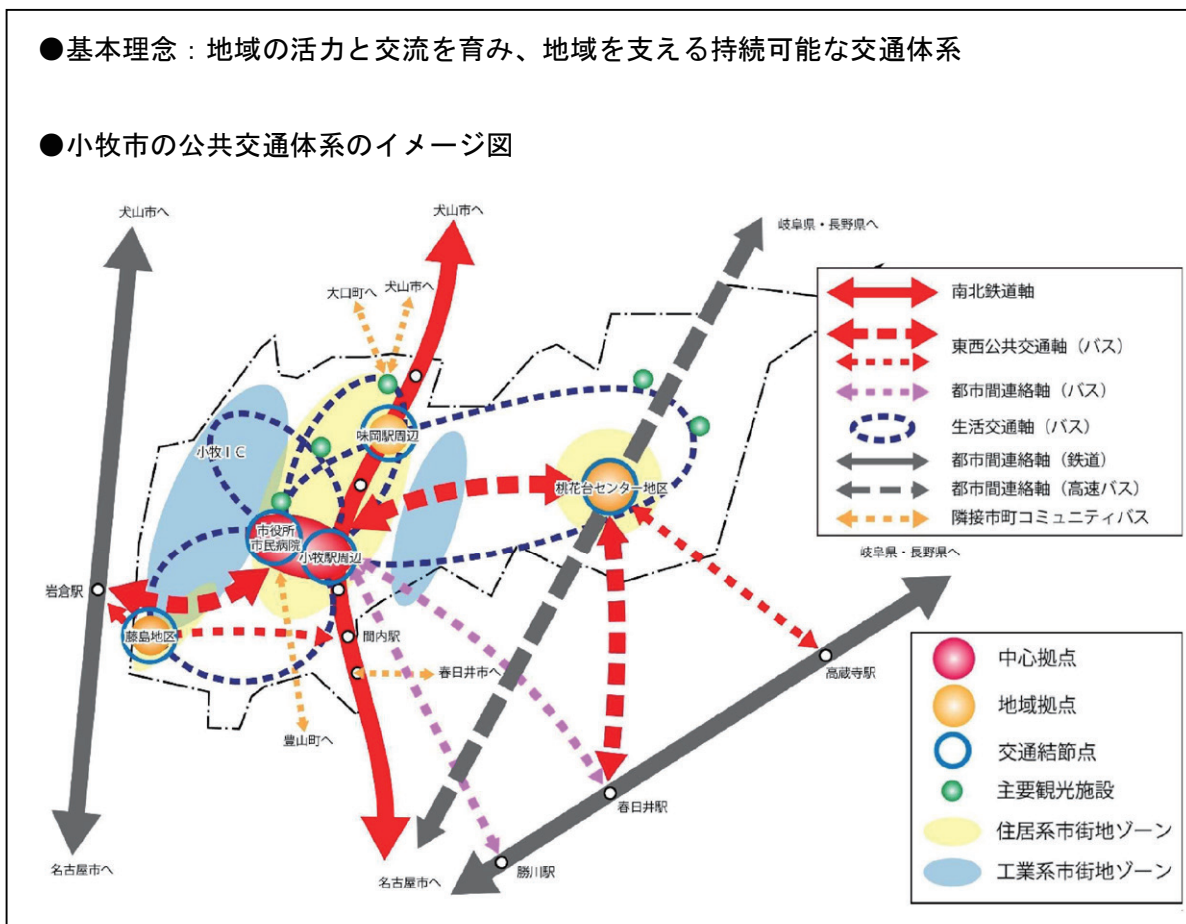 ●基本理念：地域の活力と交流を育み、地域を支える持続可能な交通体系
●小牧市の公共交通体系のイメージ図
犬山市へ
犬山市へ
岐阜県・長野県へ
大口町へ
犬山市へ
南北鉄道軸
東西公共交通軸（バス）
都市間連絡軸（バス）
生活交通軸（バス）
都市間連絡軸（鉄道）
都市間連絡軸（高速バス）
隣接市町コミュニティバス
味岡駅周辺
小牧ＩＣ
桃花台センター地区
市役所
市民病院
小牧駅周辺
岐阜県・長野県へ
岩倉駅
藤島地区
間内駅
春日井市へ
高蔵寺駅
豊山町へ
春日井駅
勝川駅
名古屋市へ
名古屋市へ
中心拠点
地域拠点
交通結節点
主要観光施設
住居系市街地ゾーン
工業系市街地ゾーン